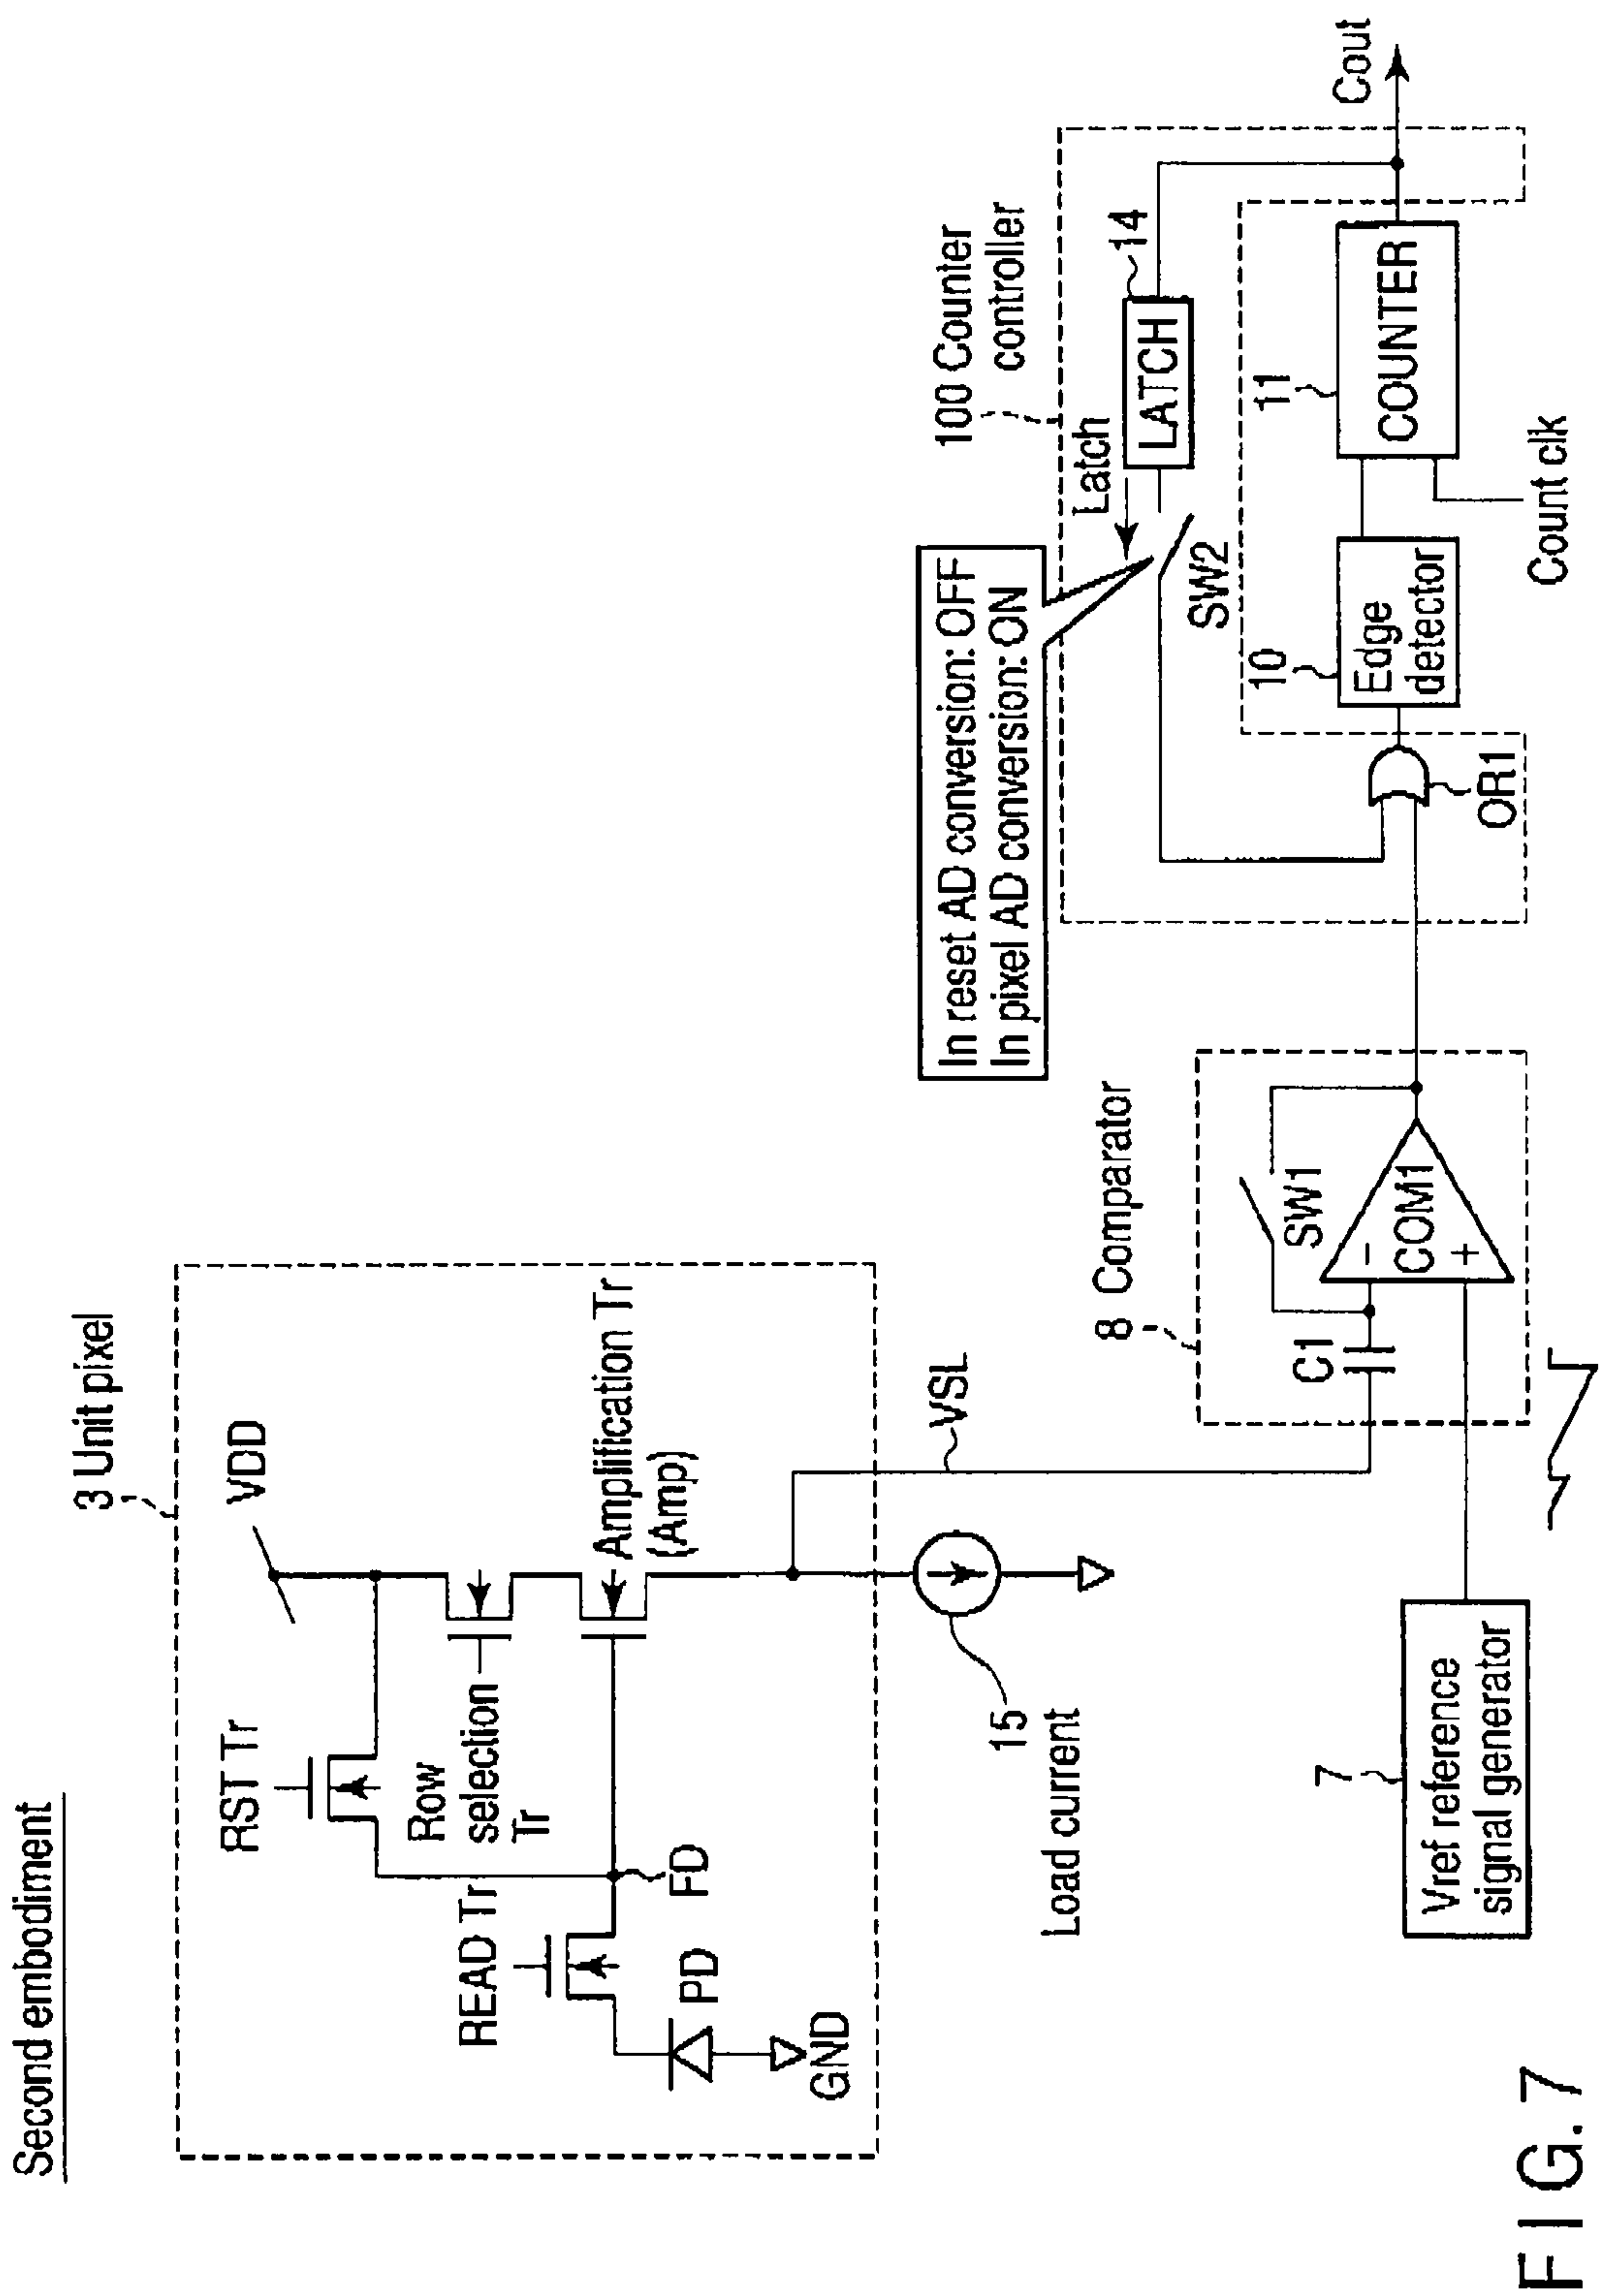 Second embodiment
3 Unit pixel
VDD
RST Tr
Row
selection
Tr
READ Tr
Amplification Tr
(Amp)
FD
PD
GND
VSL
15
Load current
7
Vref reference
signal generator
8 Comparator
C1
SW1
COM1
−
+
In reset AD conversion: OFF
In pixel AD conversion: ON
100 Counter
controller
Latch
LATCH
14
SW2
OR1
10
Edge
detector
11
COUNTER
Count clk
Cout
FIG. 7